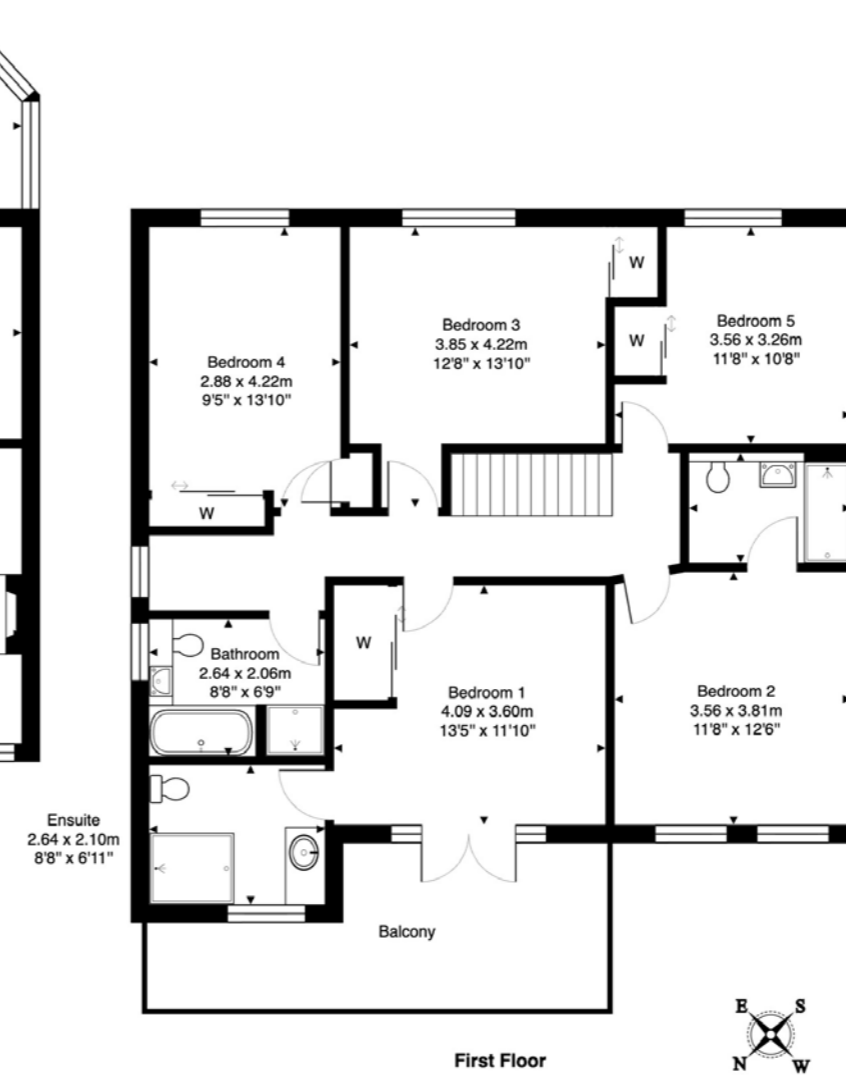 W
Bedroom 3
3.85 x 4.22m
12'8" x 13'10"
W
Bedroom 5
3.56 x 3.26m
11'8" x 10'8"
Bedroom 4
2.88 x 4.22m
9'5" x 13'10"
W
W
Bathroom
2.64 x 2.06m
8'8" x 6'9"
Bedroom 1
4.09 x 3.60m
13'5" x 11'10"
Bedroom 2
3.56 x 3.81m
11'8" x 12'6"
Ensuite
2.64 x 2.10m
8'8" x 6'11"
Balcony
First Floor
E S
N W